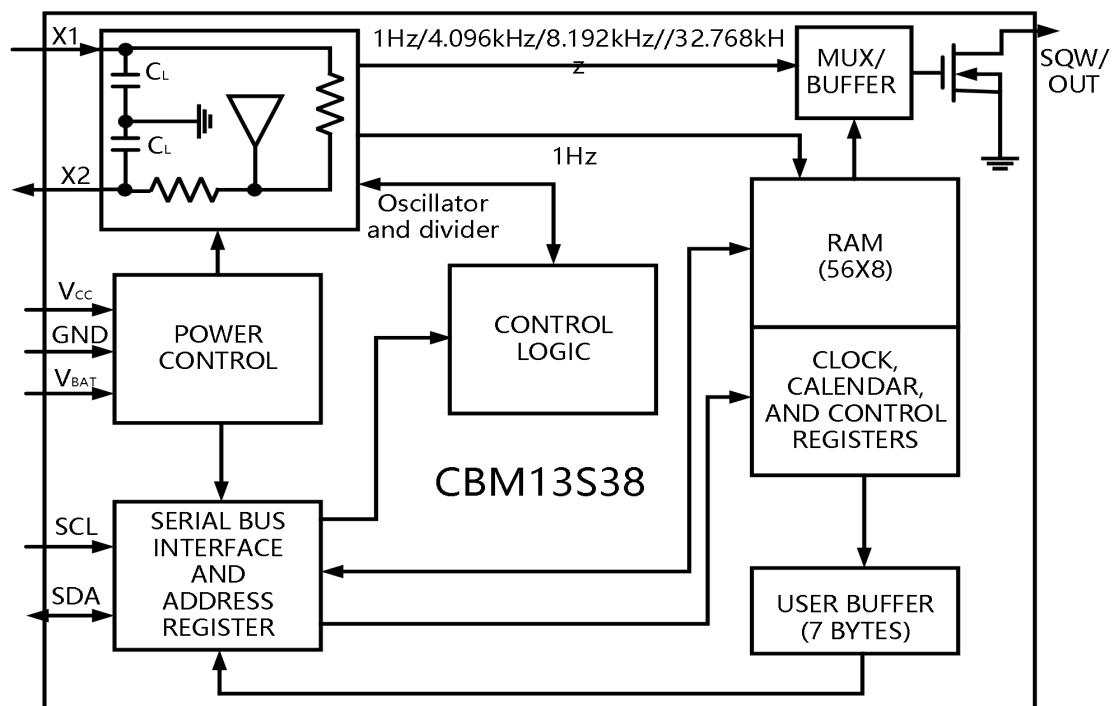 X1
1Hz/4.096kHz/8.192kHz//32.768kH
z
MUX/
BUFFER
SQW/
OUT
CL
CL
X2
1Hz
Oscillator
and divider
RAM
(56X8)
VCC
GND
VBAT
POWER
CONTROL
CONTROL
LOGIC
CLOCK,
CALENDAR,
AND CONTROL
REGISTERS
CBM13S38
SCL
SDA
SERIAL BUS
INTERFACE
AND
ADDRESS
REGISTER
USER BUFFER
(7 BYTES)